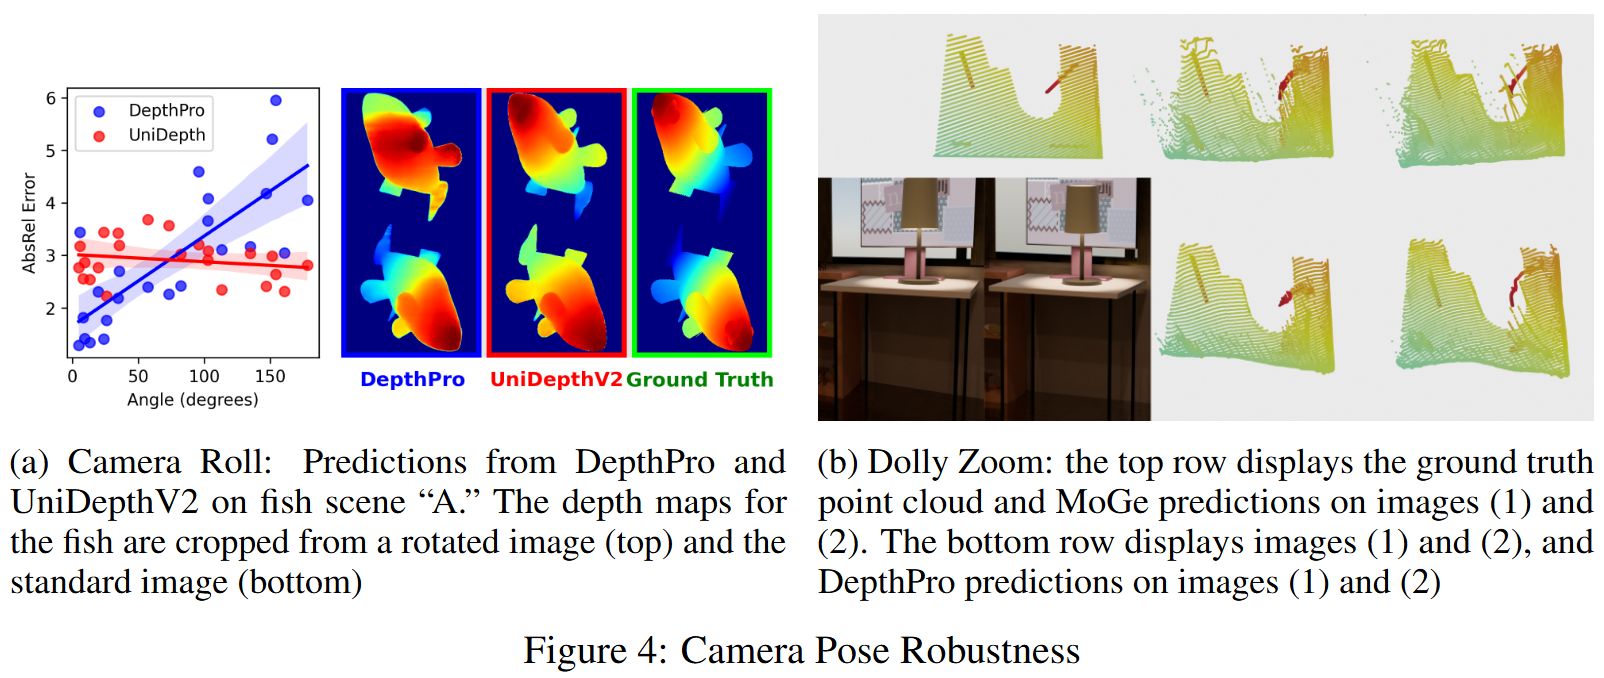 6
5
4
3
2
AbsRel Error
DepthPro
UniDepth
0 50 100 150
Angle (degrees)
DepthPro UniDepthV2 Ground Truth
(a) Camera Roll: Predictions from DepthPro and
UniDepthV2 on fish scene “A.” The depth maps for
the fish are cropped from a rotated image (top) and the
standard image (bottom)
(b) Dolly Zoom: the top row displays the ground truth
point cloud and MoGe predictions on images (1) and
(2). The bottom row displays images (1) and (2), and
DepthPro predictions on images (1) and (2)
Figure 4: Camera Pose Robustness